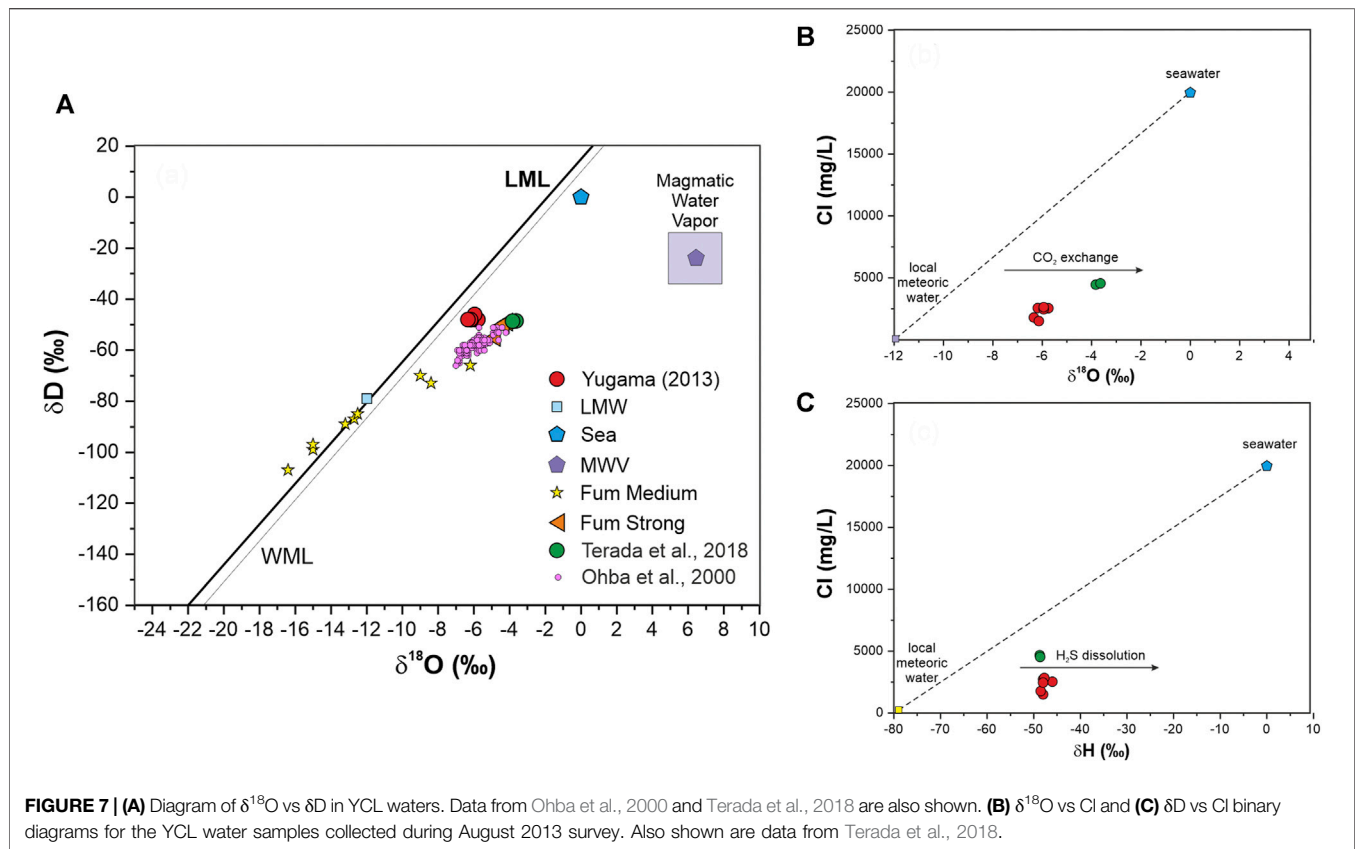 A
(a)
20
0
-20
-40
-60
-80
-100
-120
-140
-160
δD (‰)
-24 -22 -20 -18 -16 -14 -12 -10 -8 -6 -4 -2 0 2 4 6 8 10
δ¹⁸O (‰)
LML
WML
Magmatic
Water
Vapor
Yugama (2013)
LMW
Sea
MWV
Fum Medium
Fum Strong
Terada et al., 2018
Ohba et al., 2000
B
(b)
25000
20000
15000
10000
5000
0
Cl (mg/L)
seawater
CO₂ exchange
local
meteoric
water
-12 -10 -8 -6 -4 -2 0 2 4
δ¹⁸O (‰)
C
25000
20000
15000
10000
5000
0
Cl (mg/L)
seawater
H₂S dissolution
local
meteoric
water
-80 -70 -60 -50 -40 -30 -20 -10 0 10
δH (‰)
FIGURE 7 | (A) Diagram of δ¹⁸O vs δD in YCL waters. Data from Ohba et al., 2000 and Terada et al., 2018 are also shown. (B) δ¹⁸O vs Cl and (C) δD vs Cl binary
diagrams for the YCL water samples collected during August 2013 survey. Also shown are data from Terada et al., 2018.